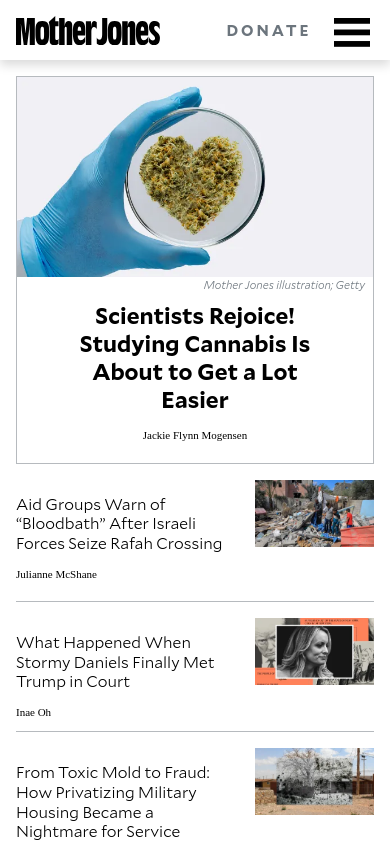 Mother Jones
DONATE
Mother Jones illustration; Getty
Scientists Rejoice!
Studying Cannabis Is
About to Get a Lot
Easier
Jackie Flynn Mogensen
Aid Groups Warn of
“Bloodbath” After Israeli
Forces Seize Rafah Crossing
Julianne McShane
What Happened When
Stormy Daniels Finally Met
Trump in Court
Inae Oh
From Toxic Mold to Fraud:
How Privatizing Military
Housing Became a
Nightmare for Service